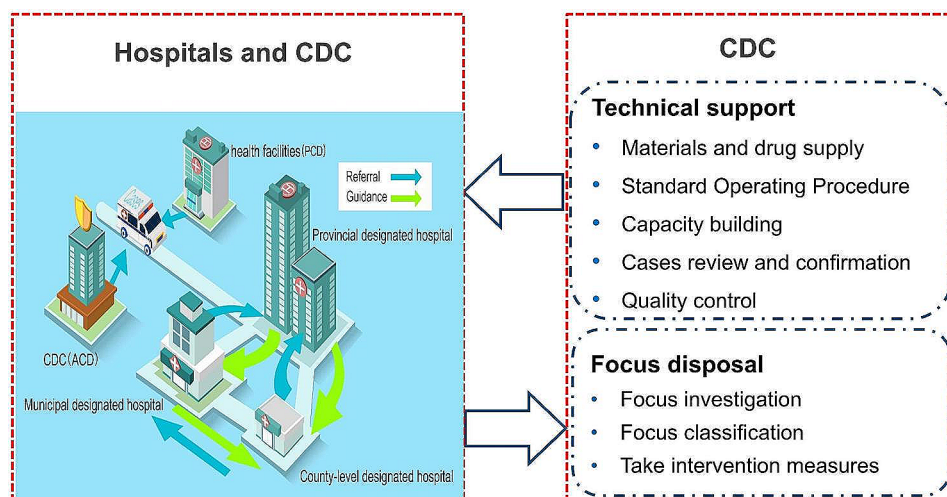 Hospitals and CDC
health facilities(PCD)
Referral
Guidance
Provincial designated hospital
CDC(ACD)
Municipal designated hospital
County-level designated hospital
CDC
Technical support
• Materials and drug supply
• Standard Operating Procedure
• Capacity building
• Cases review and confirmation
• Quality control
Focus disposal
• Focus investigation
• Focus classification
• Take intervention measures